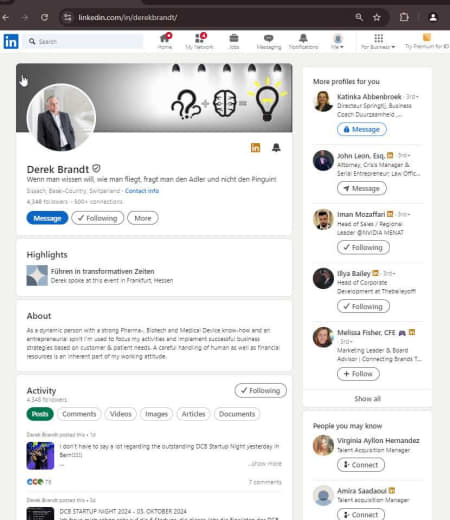 linkedin.com/in/derekbrandt/
in
Search
Home
My Network
Jobs
Messaging
Notifications
Me
For Business
Try Premium for
Derek Brandt
Wenn man wissen will, wie man fliegt, fragt man den Adler und nicht den Pinguin!
Sissach, Basel-Country, Switzerland · Contact info
4,348 followers · 500+ connections
Message
Following
More
Highlights
Führen in transformativen Zeiten
Derek spoke at this event in Frankfurt, Hessen
About
As a dynamic person with a strong Pharma-, Biotech and Medical Device know-how and an
entrepreneurial spirit I'm used to focus my activities and implement successful business
strategies based on customer & patient needs. A careful handling of human as well as financial
resources is an inherent part of my working attitude.
Activity
4,348 followers
Following
Posts
Comments
Videos
Images
Articles
Documents
Derek Brandt posted this • 1d
I don't have to say a lot regarding the outstanding DCB Startup Night yesterday in
Bern!!!!!
...
...show more
78
7 comments
Derek Brandt posted this •
DCB STARTUP NIGHT 2024 - 03. OKTOBER 2024
More profiles for you
Katinka Abbenbroek · 3rd+
Directeur Springtij, Business
Coach Duurzaamheid ,...
Message
John Leon, Esq. in · 3rd+
Attorney, Crisis Manager &
Serial Entrepreneur; Law Offic...
Message
Iman Mozaffari in · 3rd+
Head of Sales / Regional
Leader @NVIDIA MENAT
Following
Illya Bailey in · 3rd+
Head of Corporate
Development at Thebaileyoffi
Following
Melissa Fisher, CFE in
· 3rd+
Marketing Leader & Board
Advisor | Connecting Brands T...
Follow
Show all
People you may know
Virginia Ayllon Hernandez
Talent Acquisition Manager
Connect
Amira Saadaoui in
Talent acquisition manager
Connect